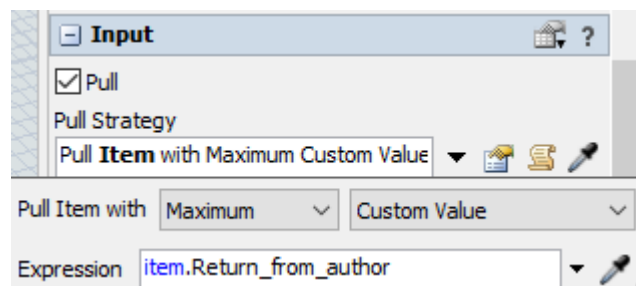 Input ?
Pull
Pull Strategy
Pull Item with Maximum Custom Value
Pull Item with Maximum Custom Value
Expression item.Return_from_author